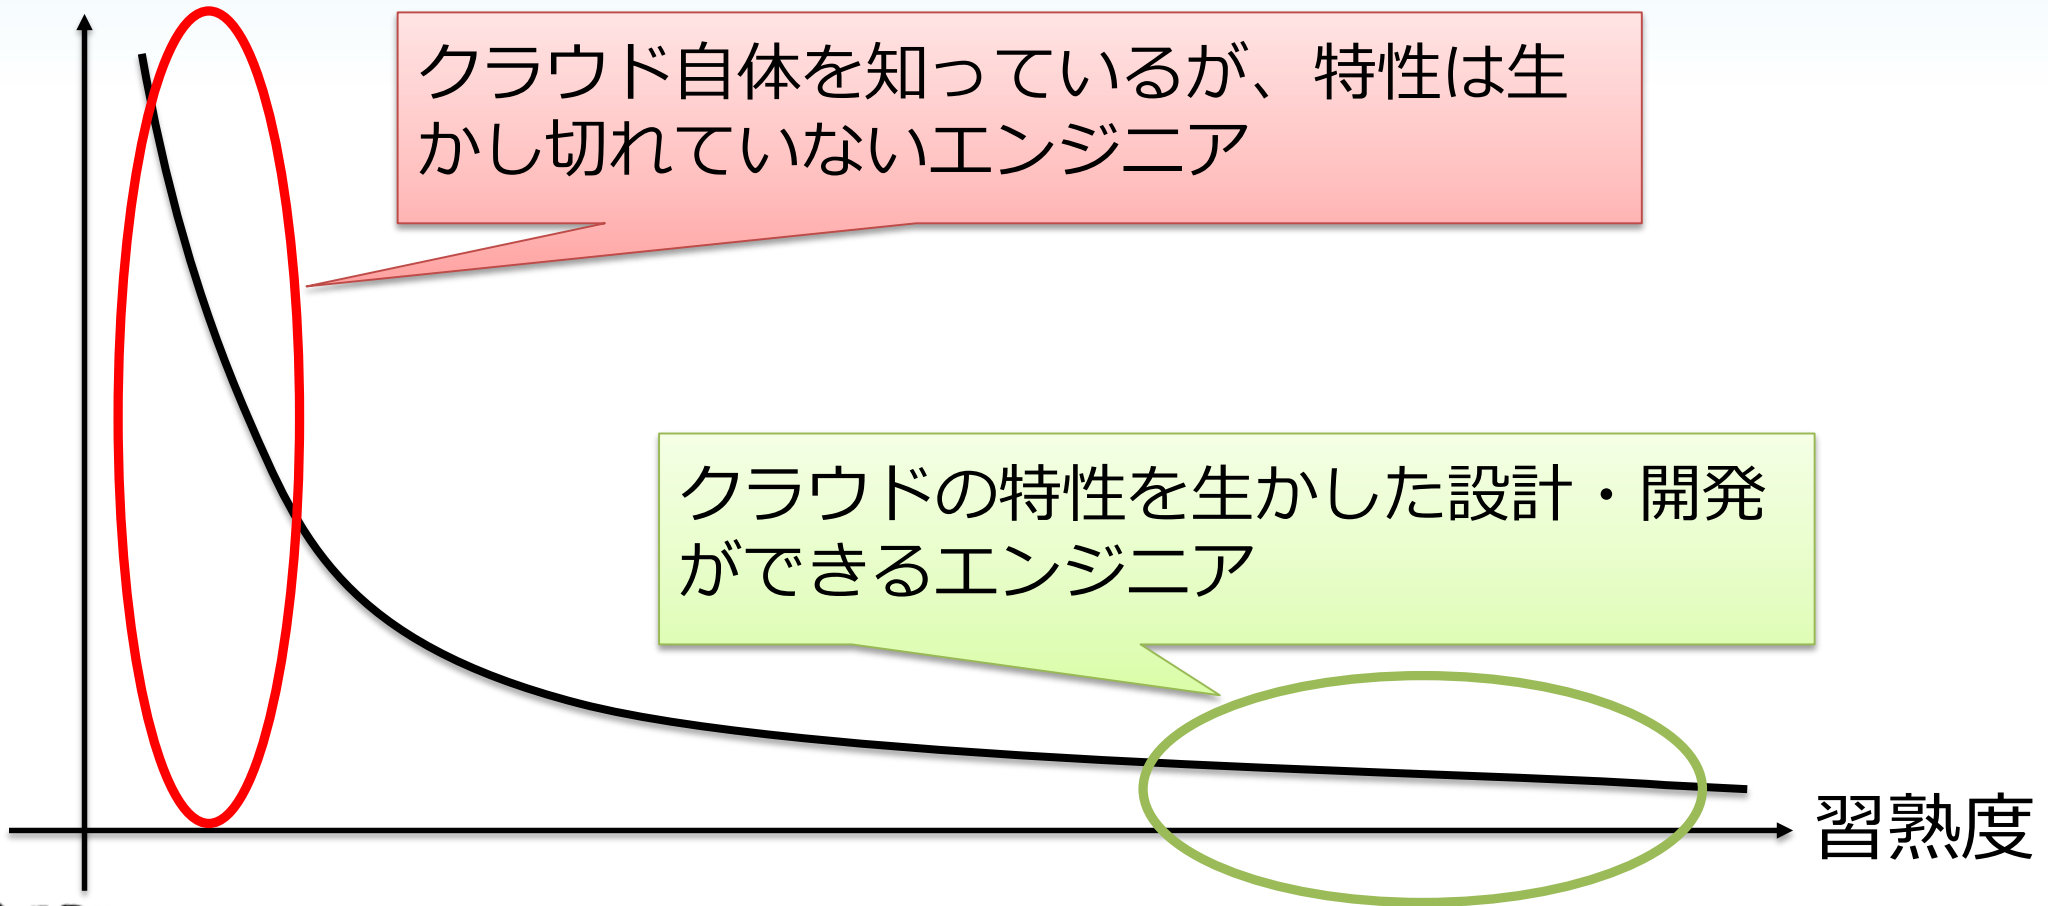 クラウド自体を知っているが、特性は生
かし切れていないエンジニア
クラウドの特性を生かした設計・開発
ができるエンジニア
習熟度